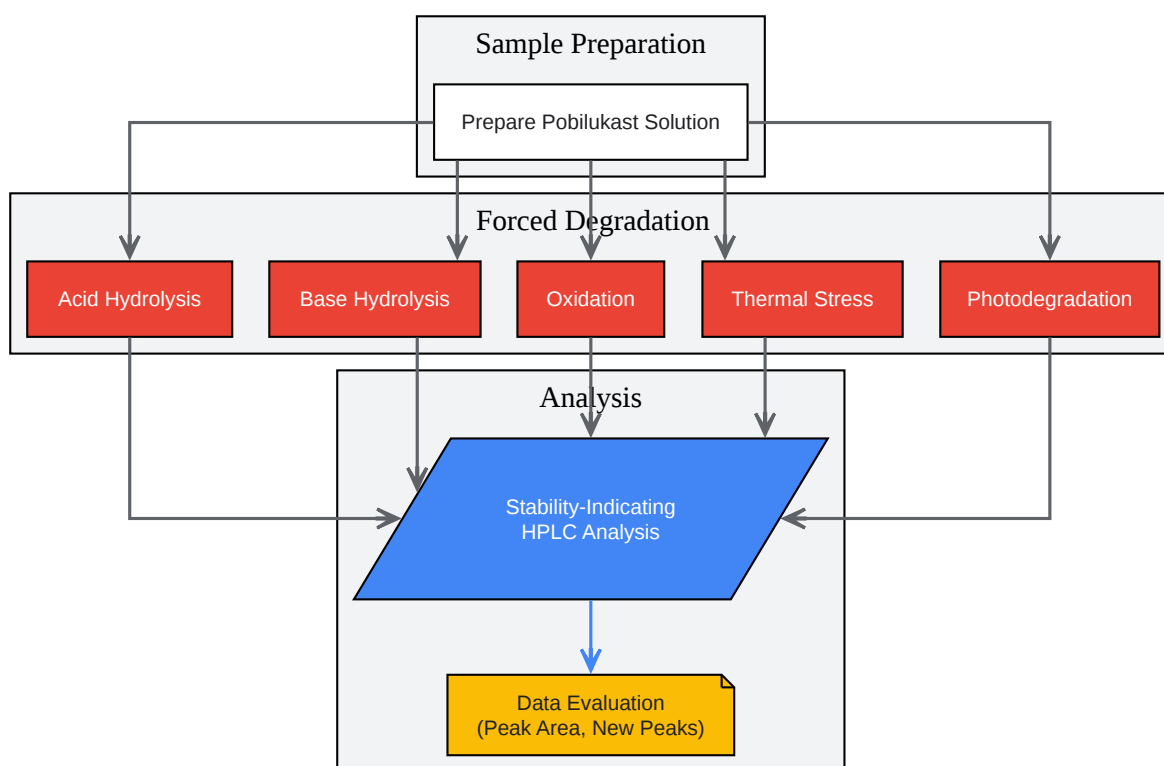 Sample Preparation
Prepare Pobilukast Solution
Forced Degradation
Acid Hydrolysis
Base Hydrolysis
Oxidation
Thermal Stress
Photodegradation
Analysis
Stability-Indicating
HPLC Analysis
Data Evaluation
(Peak Area, New Peaks)